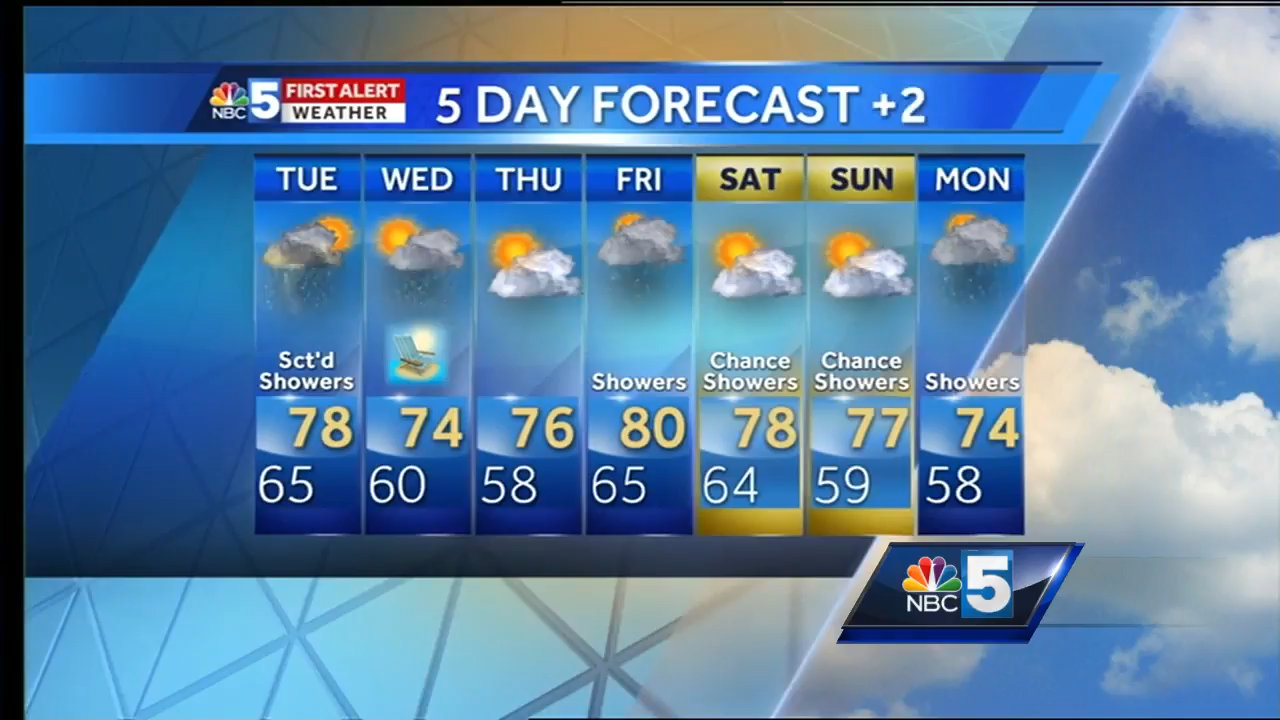 NBC 5 FIRST ALERT WEATHER
5 DAY FORECAST +2
TUE WED THU FRI SAT SUN MON
Sct'd Showers
Showers
Chance Showers
Chance Showers
Showers
78 74 76 80 78 77 74
65 60 58 65 64 59 58
NBC 5